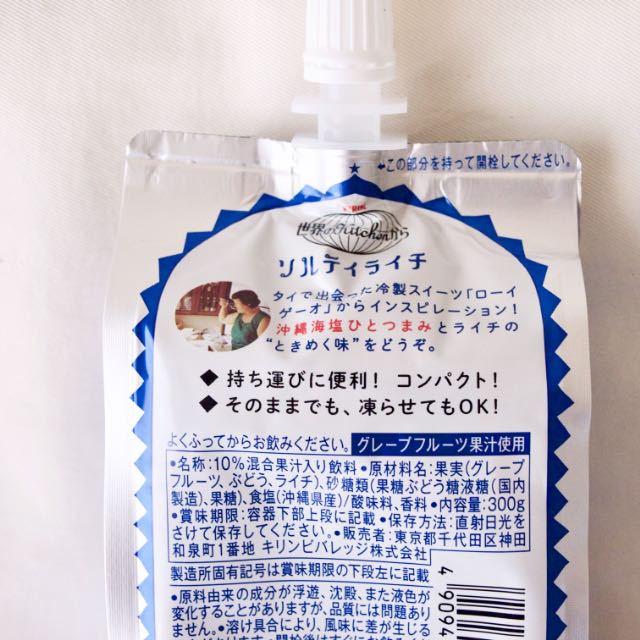 ←この部分を持って開栓してください。
世界のKitchenから
ソルティライチ
タイで出会った冷製スイーツ「ローイ
ゲーオ」からインスピレーション!
沖縄海塩ひとつまみとライチの
“ときめく味”をどうぞ。
◆ 持ち運びに便利! コンパクト!
◆ そのままでも、凍らせてもOK!
よくふってからお飲みください。 グレープフルーツ果汁使用
•名称:10%混合果汁入り飲料•原材料名:果実(グレープ
フルーツ、ぶどう、ライチ)、砂糖類(果糖ぶどう糖液糖(国内
製造)、果糖)、食塩(沖縄県産)/酸味料、香料•内容量:300g
•賞味期限:容器下部上段に記載•保存方法:直射日光を
さけて保存してください。•販売者:東京都千代田区神田
和泉町1番地 キリンビバレッジ株式会社
製造所固有記号は賞味期限の下段左に記載
•原料由来の成分が浮遊、沈殿、また液色が
変化することがありますが、品質には問題あり
ません。•溶け具合により、風味に差が生じる
4 9094